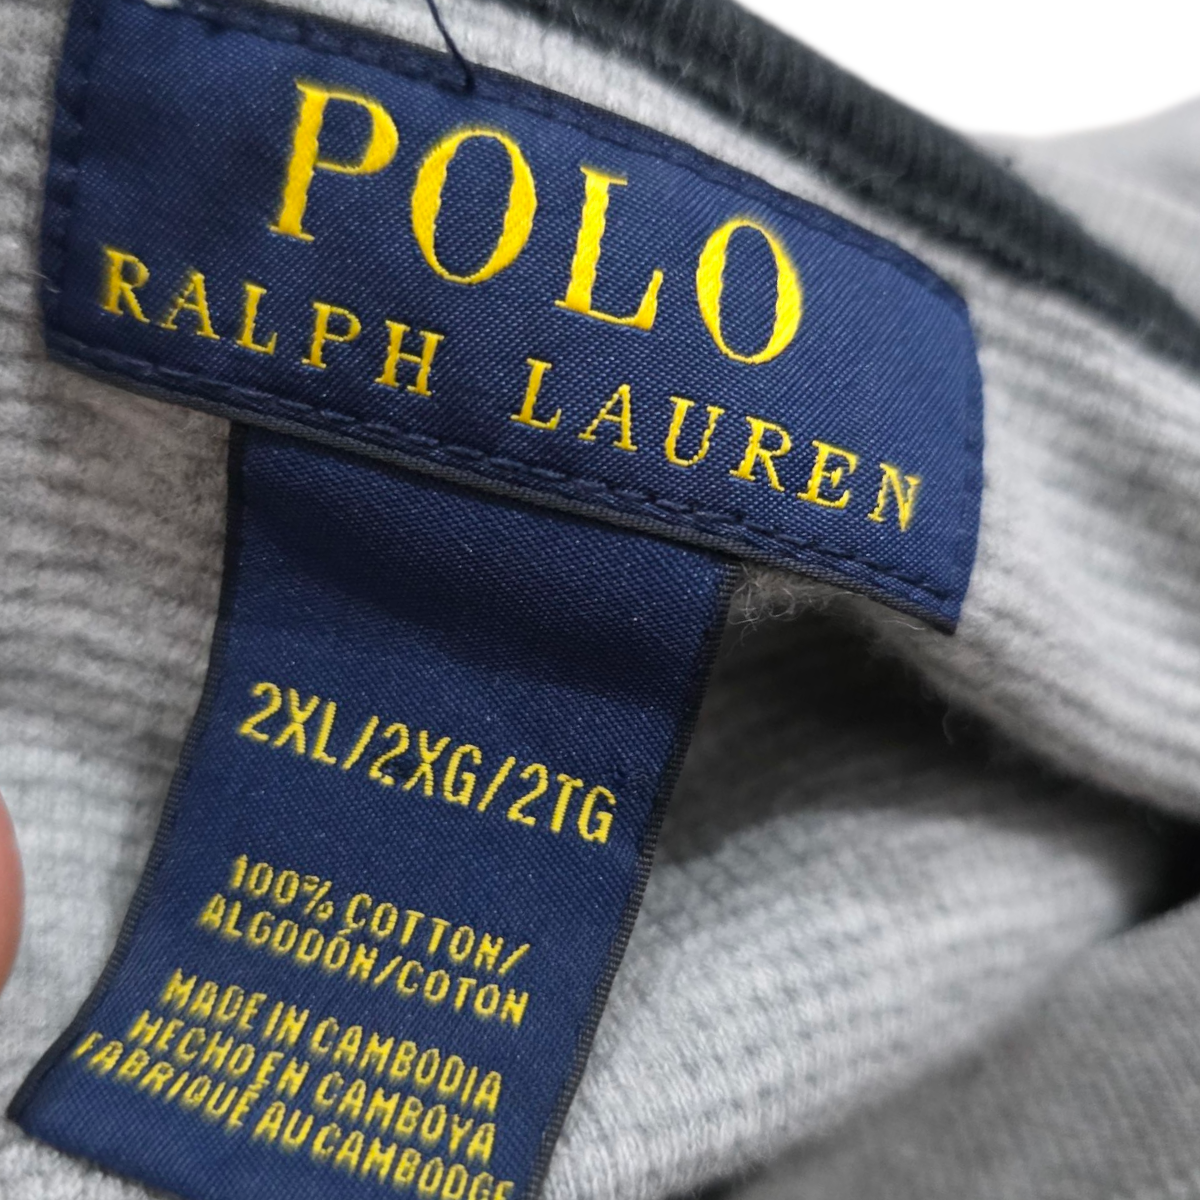 POLO
RALPH LAUREN
2XL/2XG/2TG
100% COTTON/
ALGODÓN/COTON
MADE IN CAMBODIA
HECHO EN CAMBOYA
FABRIQUÉ AU CAMBODGE